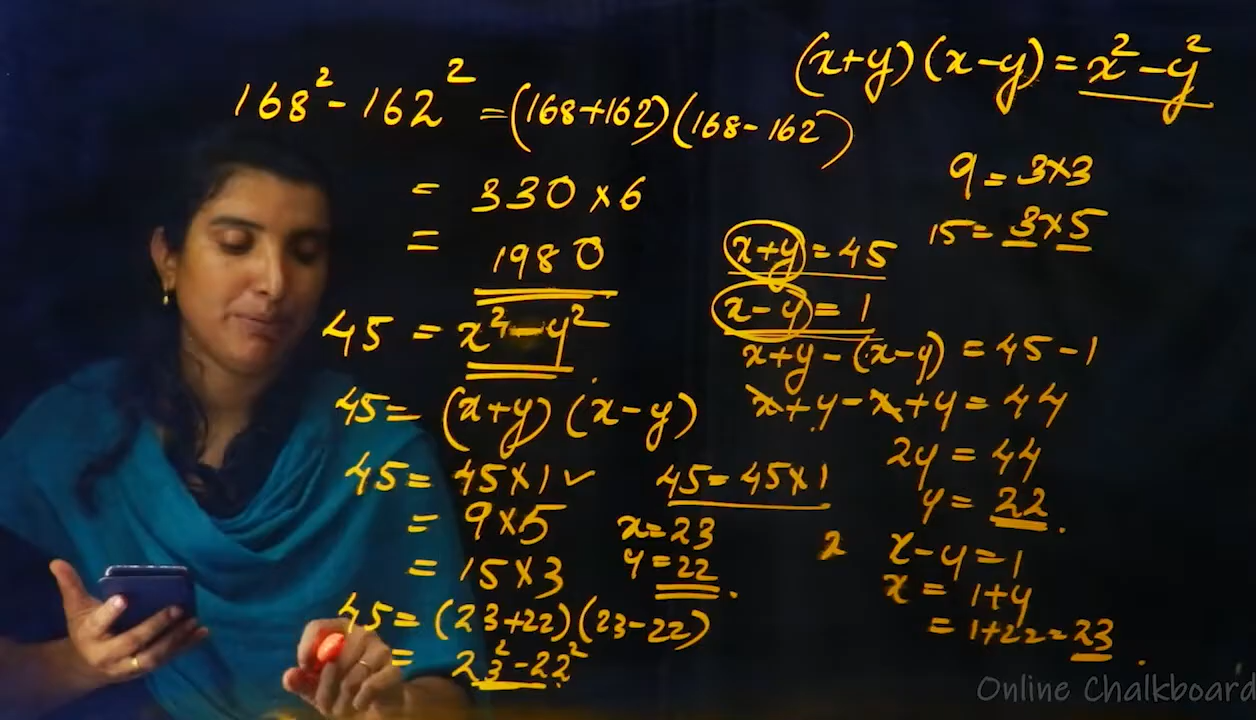 (x+y)(x-y) = x² - y²
168² - 162² = (168+162)(168-162)
= 330 × 6
= 1980
9 = 3×3
15 = 3×5
45 = x² - y²
45 = (x+y)(x-y)
45 = 45×1 ✓
= 9×5
= 15×3
45 = (23+22)(23-22)
= 23² - 22²
45 = 45×1
x = 23
y = 22.
x+y = 45
x-y = 1
x+y-(x-y) = 45-1
x+y-x+y = 44
2y = 44
y = 22.
x x-y = 1
x = 1+y
= 1+22 = 23.
Online Chalkboard